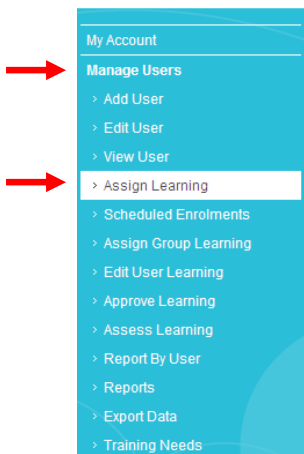 My Account
Manage Users
> Add User
> Edit User
> View User
> Assign Learning
> Scheduled Enrolments
> Assign Group Learning
> Edit User Learning
> Approve Learning
> Assess Learning
> Report By User
> Reports
> Export Data
> Training Needs